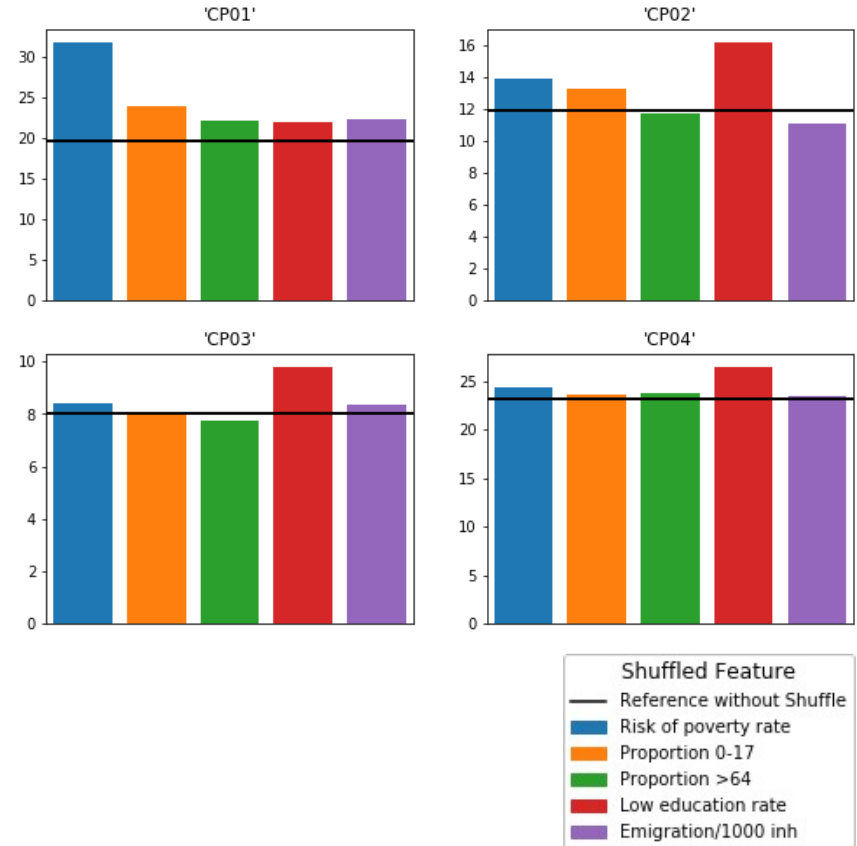 'CP01'
30
25
20
15
10
5
0
'CP02'
16
14
12
10
8
6
4
2
0
'CP03'
10
8
6
4
2
0
'CP04'
25
20
15
10
5
0
Shuffled Feature
Reference without Shuffle
Risk of poverty rate
Proportion 0-17
Proportion >64
Low education rate
Emigration/1000 inh